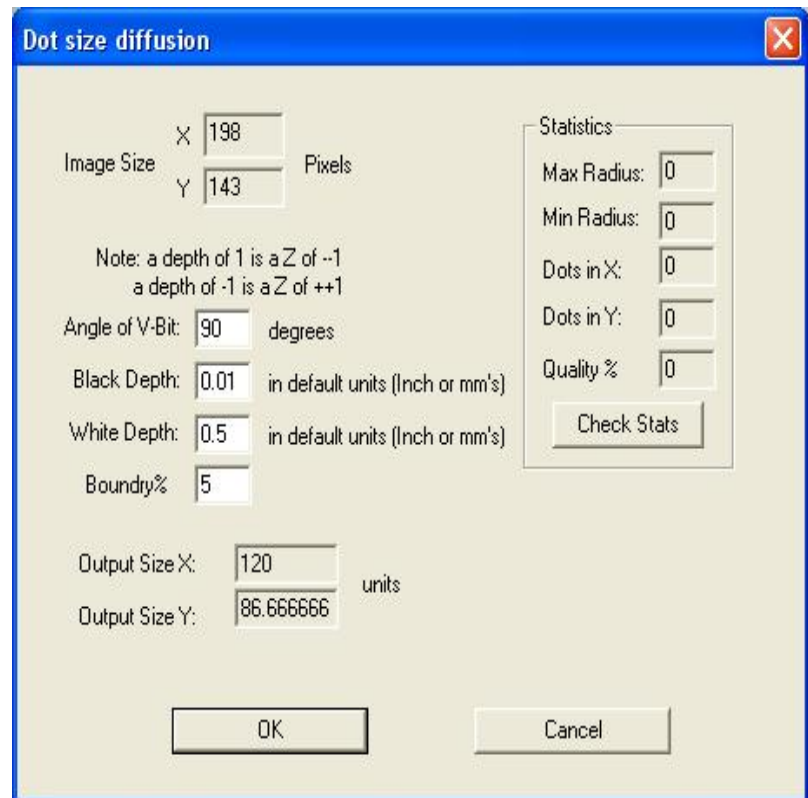 Dot size diffusion
Image Size X 198 Pixels
Y 143
Note: a depth of 1 is a Z of --1
a depth of -1 is a Z of ++1
Angle of V-Bit: 90 degrees
Black Depth: 0.01 in default units (Inch or mm's)
White Depth: 0.5 in default units (Inch or mm's)
Boundry% 5
Output Size X: 120 units
Output Size Y: 86.666666
Statistics
Max Radius: 0
Min Radius: 0
Dots in X: 0
Dots in Y: 0
Quality % 0
Check Stats
OK Cancel